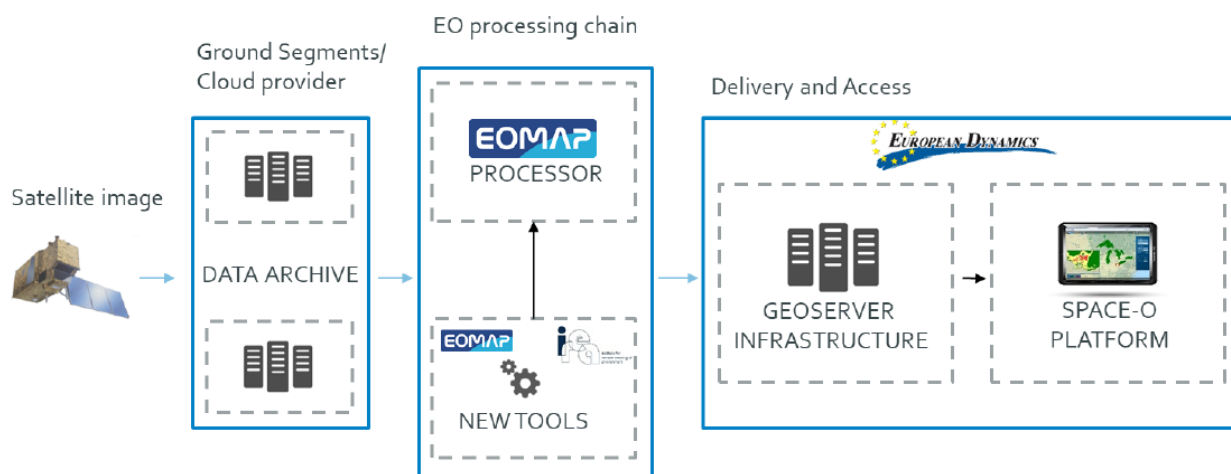 Satellite image
Ground Segments/
Cloud provider
DATA ARCHIVE
EO processing chain
EOMAP
PROCESSOR
EOMAP
NEW TOOLS
Delivery and Access
EUROPEAN DYNAMICS
GEOSERVER
INFRASTRUCTURE
SPACE-O
PLATFORM